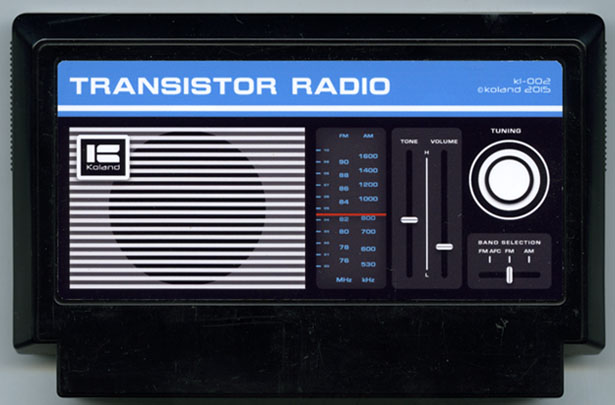 TRANSISTOR RADIO
kl-002
©koland 2015
Koland
FM AM
90 1600
88 1400
86 1200
84 1000
82 800
80 700
78 600
76 530
MHz kHz
TONE VOLUME
H
L
TUNING
BAND SELECTION
FM AFC FM AM